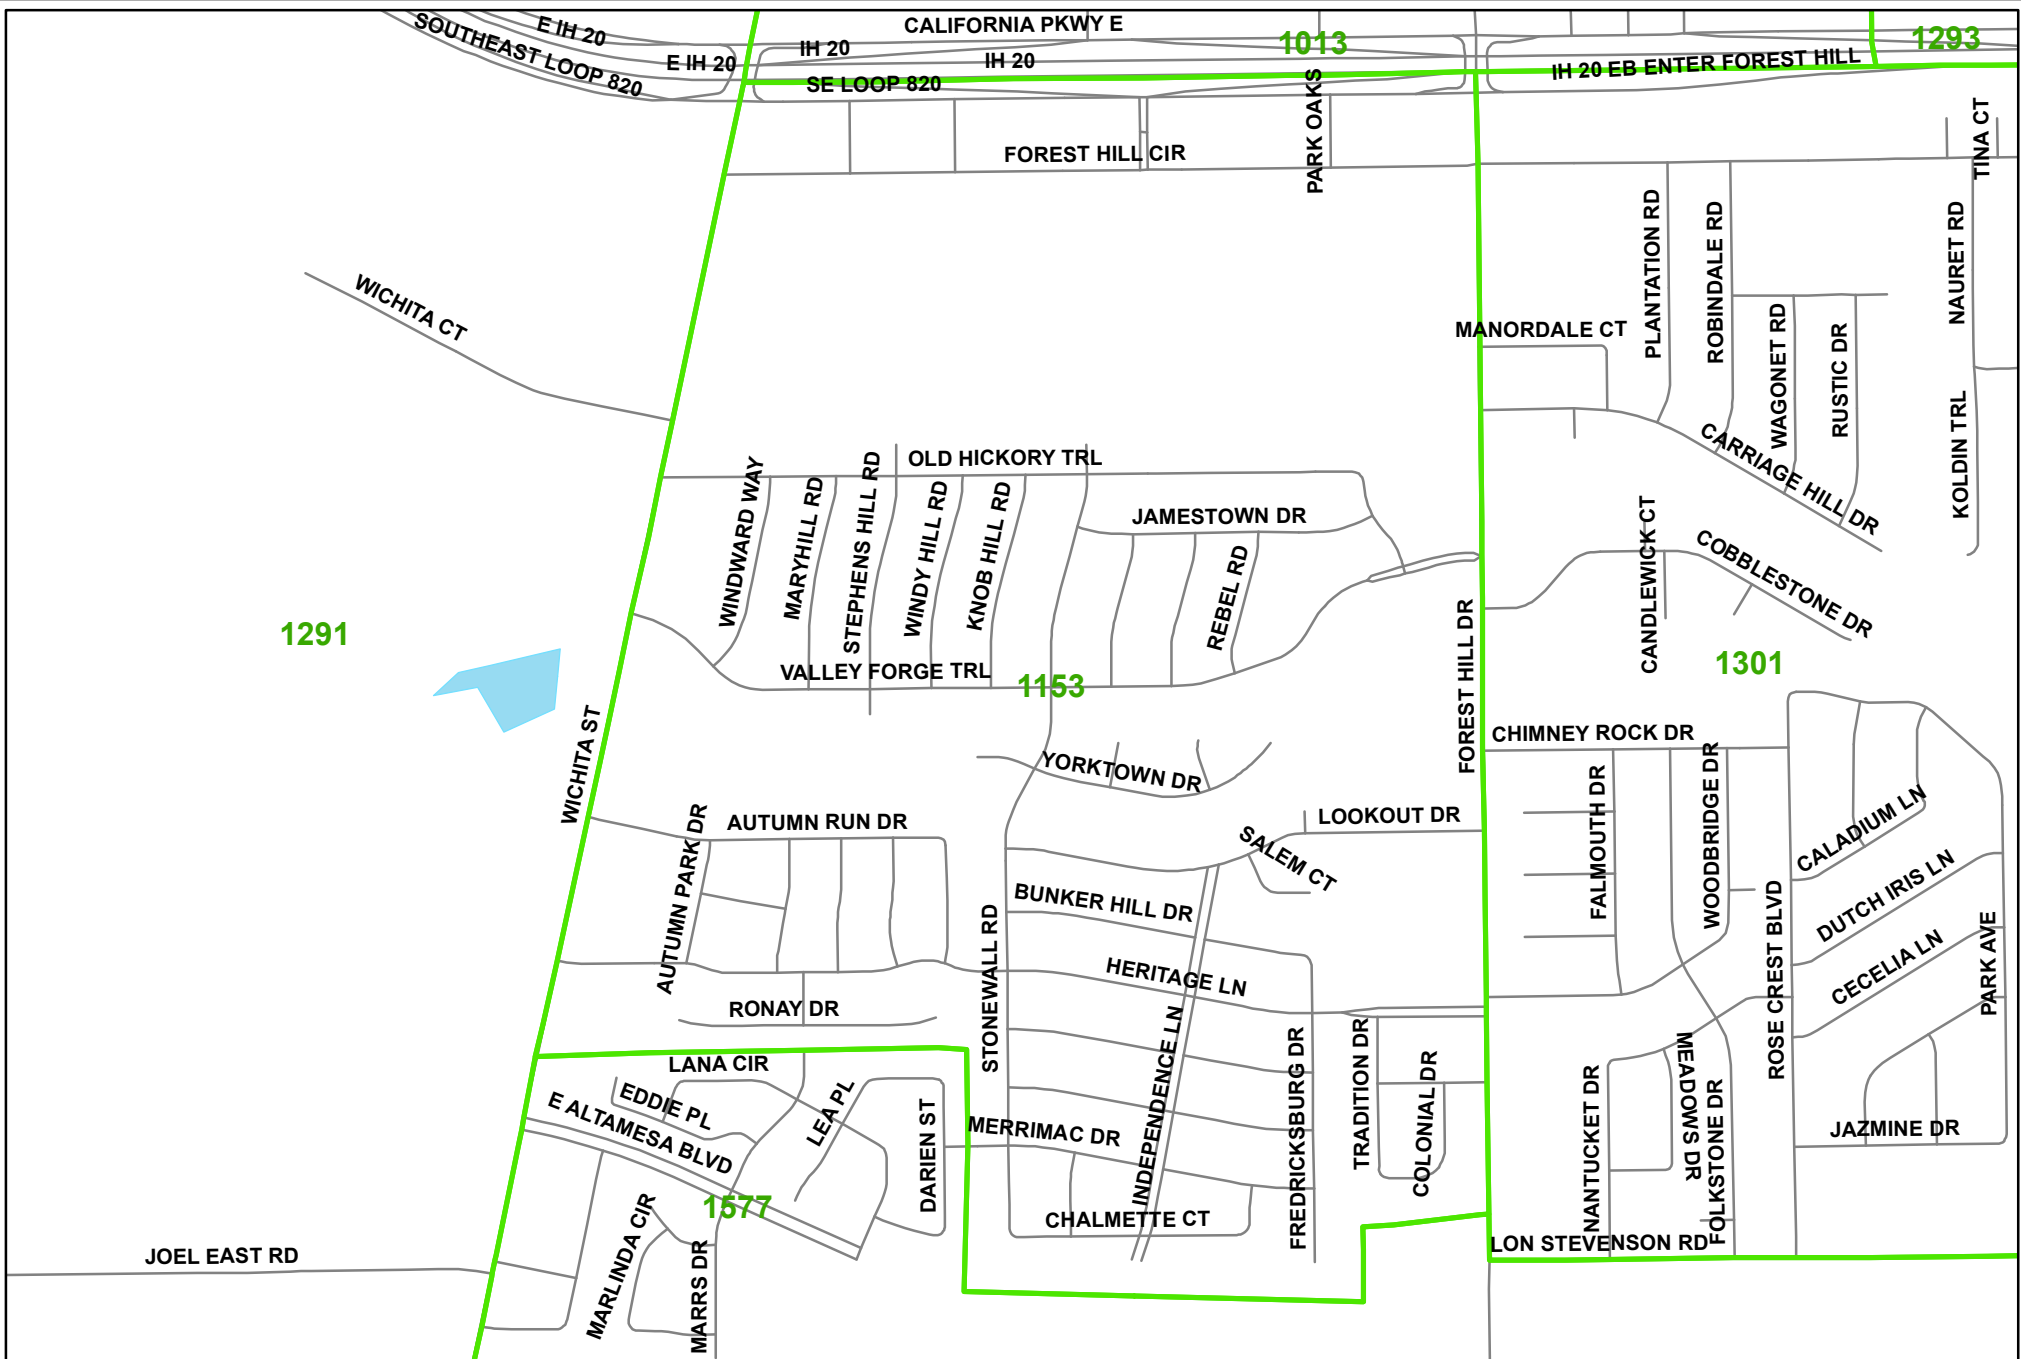 CALIFORNIA PKWY E
E IH 20
SOUTHEAST LOOP 820
IH 20
1013
1293
E IH 20
IH 20
IH 20 EB ENTER FOREST HILL
SE LOOP 820
PARK OAKS
FOREST HILL CIR
TINA CT
PLANTATION RD
ROBINDALE RD
NAURET RD
WICHITA CT
MANORDALE CT
WAGONET RD
RUSTIC DR
KOLDIN TRL
CARRIAGE HILL DR
OLD HICKORY TRL
WINDWARD WAY
MARYHILL RD
STEPHENS HILL RD
WINDY HILL RD
KNOB HILL RD
JAMESTOWN DR
REBEL RD
CANDLEWICK CT
COBBLESTONE DR
1291
FOREST HILL DR
1301
VALLEY FORGE TRL
1153
WICHITA ST
CHIMNEY ROCK DR
YORKTOWN DR
FALMOUTH DR
WOODBRIDGE DR
AUTUMN PARK DR
AUTUMN RUN DR
LOOKOUT DR
SALEM CT
CALADIUM LN
DUTCH IRIS LN
BUNKER HILL DR
STONEWALL RD
ROSE CREST BLVD
CECELIA LN
PARK AVE
HERITAGE LN
RONAY DR
INDEPENDENCE LN
FREDRICKSBURG DR
TRADITION DR
COLONIAL DR
NANTUCKET DR
MEADOWS DR
FOLKSTONE DR
LANA CIR
EDDIE PL
LEA PL
E ALTAMESA BLVD
DARIEN ST
MERRIMAC DR
JAZMINE DR
1577
CHALMETTE CT
MARLINDA CIR
MARRS DR
LON STEVENSON RD
JOEL EAST RD